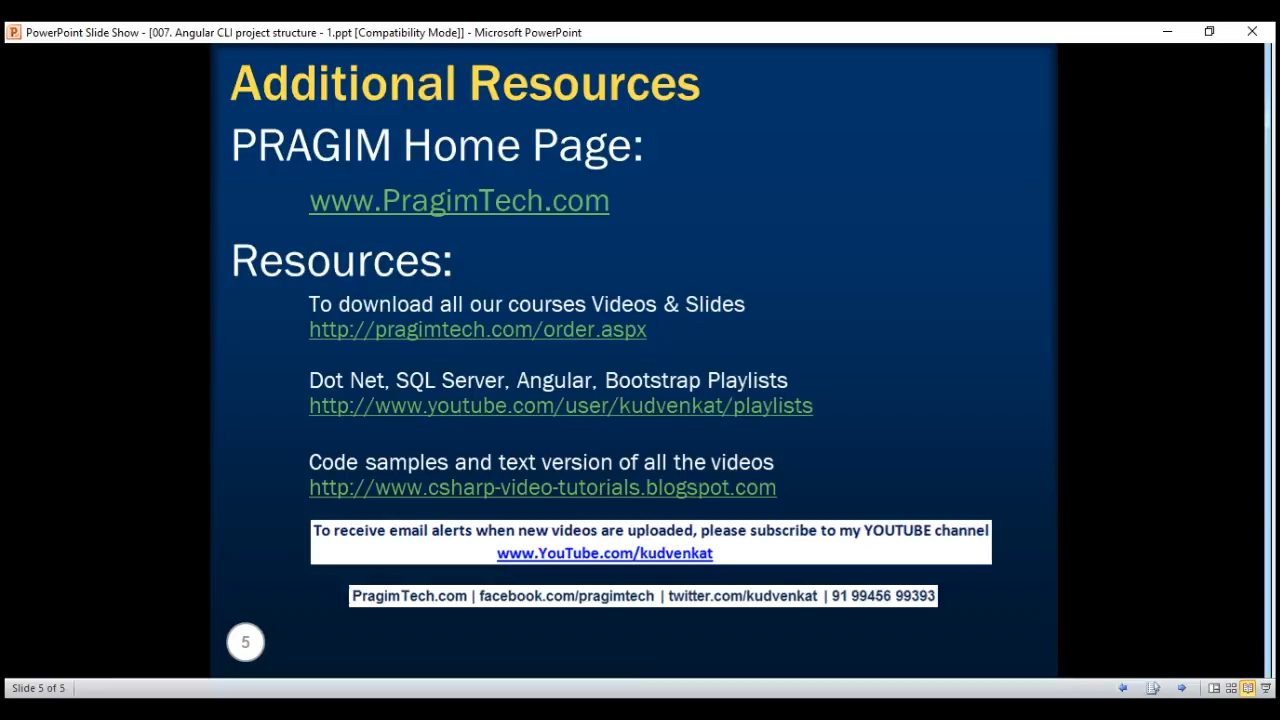 PowerPoint Slide Show - [007. Angular CLI project structure - 1.ppt [Compatibility Mode]] - Microsoft PowerPoint
Additional Resources
PRAGIM Home Page:
www.PragimTech.com
Resources:
To download all our courses Videos & Slides
http://pragimtech.com/order.aspx
Dot Net, SQL Server, Angular, Bootstrap Playlists
http://www.youtube.com/user/kudvenkat/playlists
Code samples and text version of all the videos
http://www.csharp-video-tutorials.blogspot.com
To receive email alerts when new videos are uploaded, please subscribe to my YOUTUBE channel
www.YouTube.com/kudvenkat
PragimTech.com | facebook.com/pragimtech | twitter.com/kudvenkat | 91 99456 99393
5
Slide 5 of 5